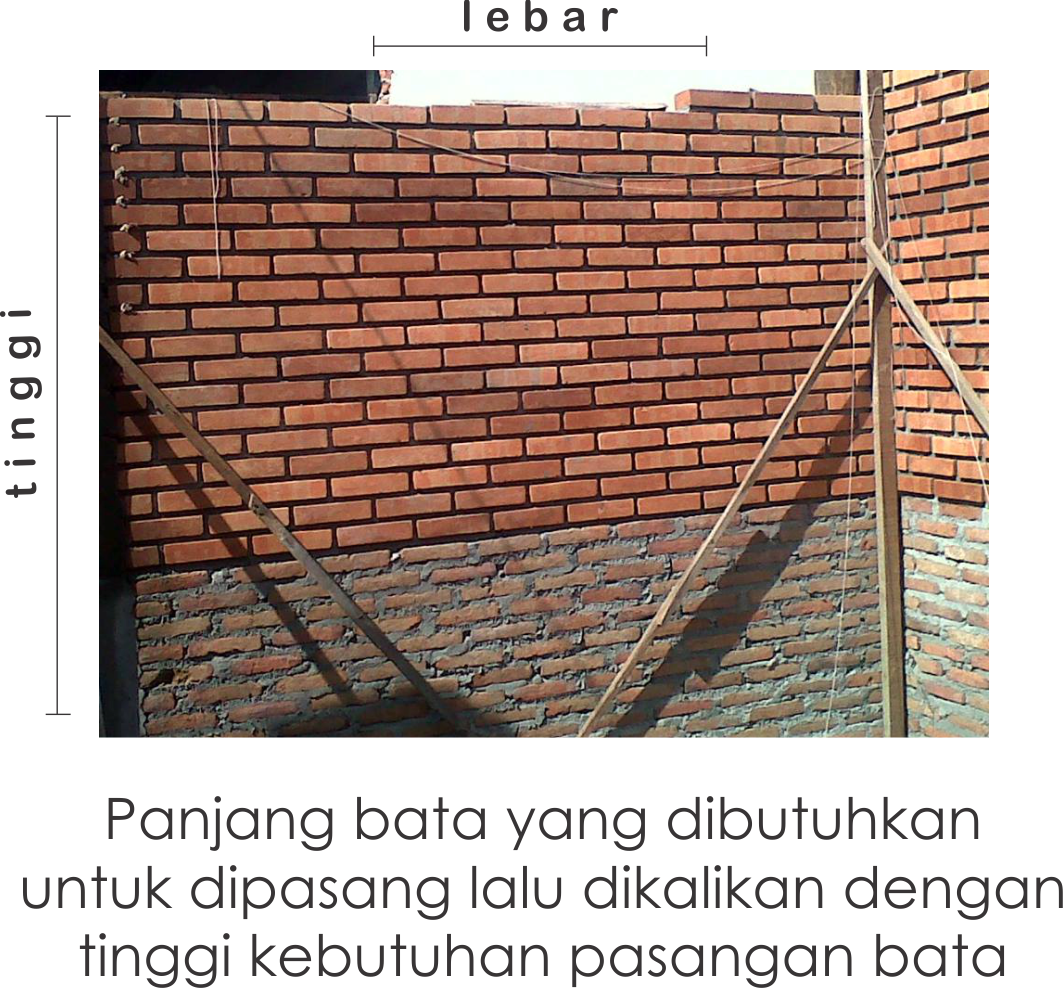 lebar
tinggi
Panjang bata yang dibutuhkan
untuk dipasang lalu dikalikan dengan
tinggi kebutuhan pasangan bata